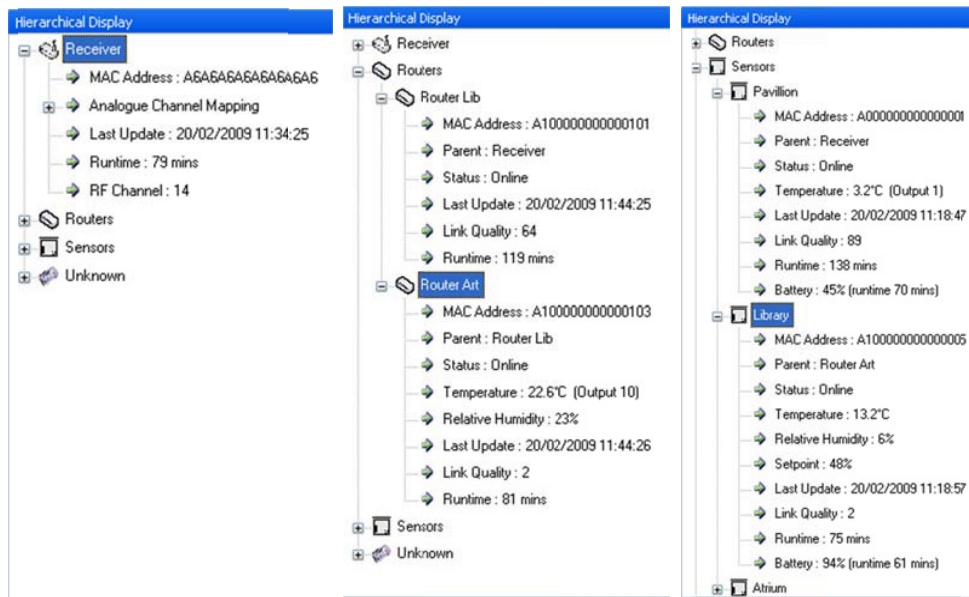 Hierarchical Display
Receiver
MAC Address : A6A6A6A6A6A6A6A6
Analogue Channel Mapping
Last Update : 20/02/2009 11:34:25
Runtime : 79 mins
RF Channel : 14
Routers
Sensors
Unknown
Hierarchical Display
Receiver
Routers
Router Lib
MAC Address : A100000000000101
Parent : Receiver
Status : Online
Last Update : 20/02/2009 11:44:25
Link Quality : 64
Runtime : 119 mins
Router Art
MAC Address : A100000000000103
Parent : Router Lib
Status : Online
Temperature : 22.6°C (Output 10)
Relative Humidity : 23%
Last Update : 20/02/2009 11:44:26
Link Quality : 2
Runtime : 81 mins
Sensors
Unknown
Hierarchical Display
Routers
Sensors
Pavillion
MAC Address : A000000000000001
Parent : Receiver
Status : Online
Temperature : 3.2°C (Output 1)
Last Update : 20/02/2009 11:18:47
Link Quality : 89
Runtime : 138 mins
Battery : 45% (runtime 70 mins)
Library
MAC Address : A100000000000005
Parent : Router Art
Status : Online
Temperature : 13.2°C
Relative Humidity : 6%
Setpoint : 48%
Last Update : 20/02/2009 11:18:57
Link Quality : 2
Runtime : 75 mins
Battery : 94% (runtime 61 mins)
Atrium